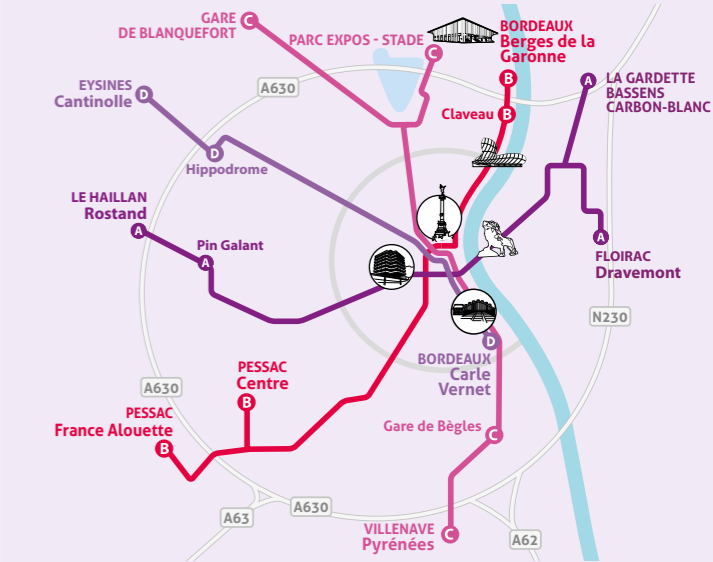 GARE
DE BLANQUEFORT
C
PARC EXPOS - STADE
C
BORDEAUX
Berges de la
Garonne
B
A630
EYSINES
Cantinolle
D
A
LA GARDETTE
BASSENS
CARBON-BLANC
Claveau
B
Hippodrome
D
LE HAILLAN
Rostand
A
Pin Galant
A
A
FLOIRAC
Dravemont
N230
D
BORDEAUX
Carle
Vernet
A630
PESSAC
Centre
B
PESSAC
France Alouette
B
Gare de Bègles
C
A63
A630
VILLENAVE
Pyrénées
C
A62